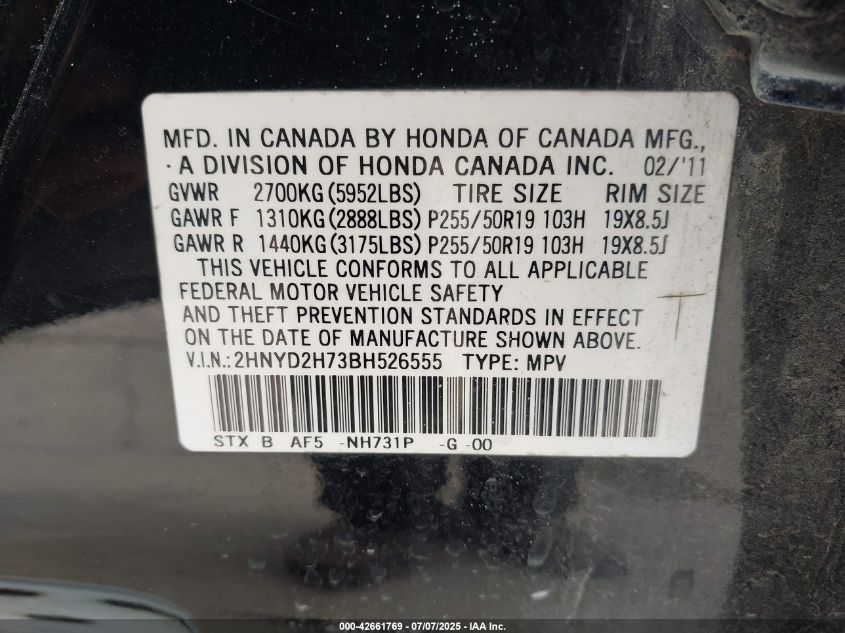 MFD. IN CANADA BY HONDA OF CANADA MFG.,
A DIVISION OF HONDA CANADA INC. 02/'11
GVWR 2700KG(5952LBS) TIRE SIZE RIM SIZE
GAWR F 1310KG(2888LBS) P255/50R19 103H 19X8.5J
GAWR R 1440KG(3175LBS) P255/50R19 103H 19X8.5J
THIS VEHICLE CONFORMS TO ALL APPLICABLE
FEDERAL MOTOR VEHICLE SAFETY
AND THEFT PREVENTION STANDARDS IN EFFECT
ON THE DATE OF MANUFACTURE SHOWN ABOVE.
V.I.N.:2HNYD2H73BH526555 TYPE: MPV
STX B AF5 -NH731P -G -00
000-42661769 - 07/07/2025 - IAA Inc.